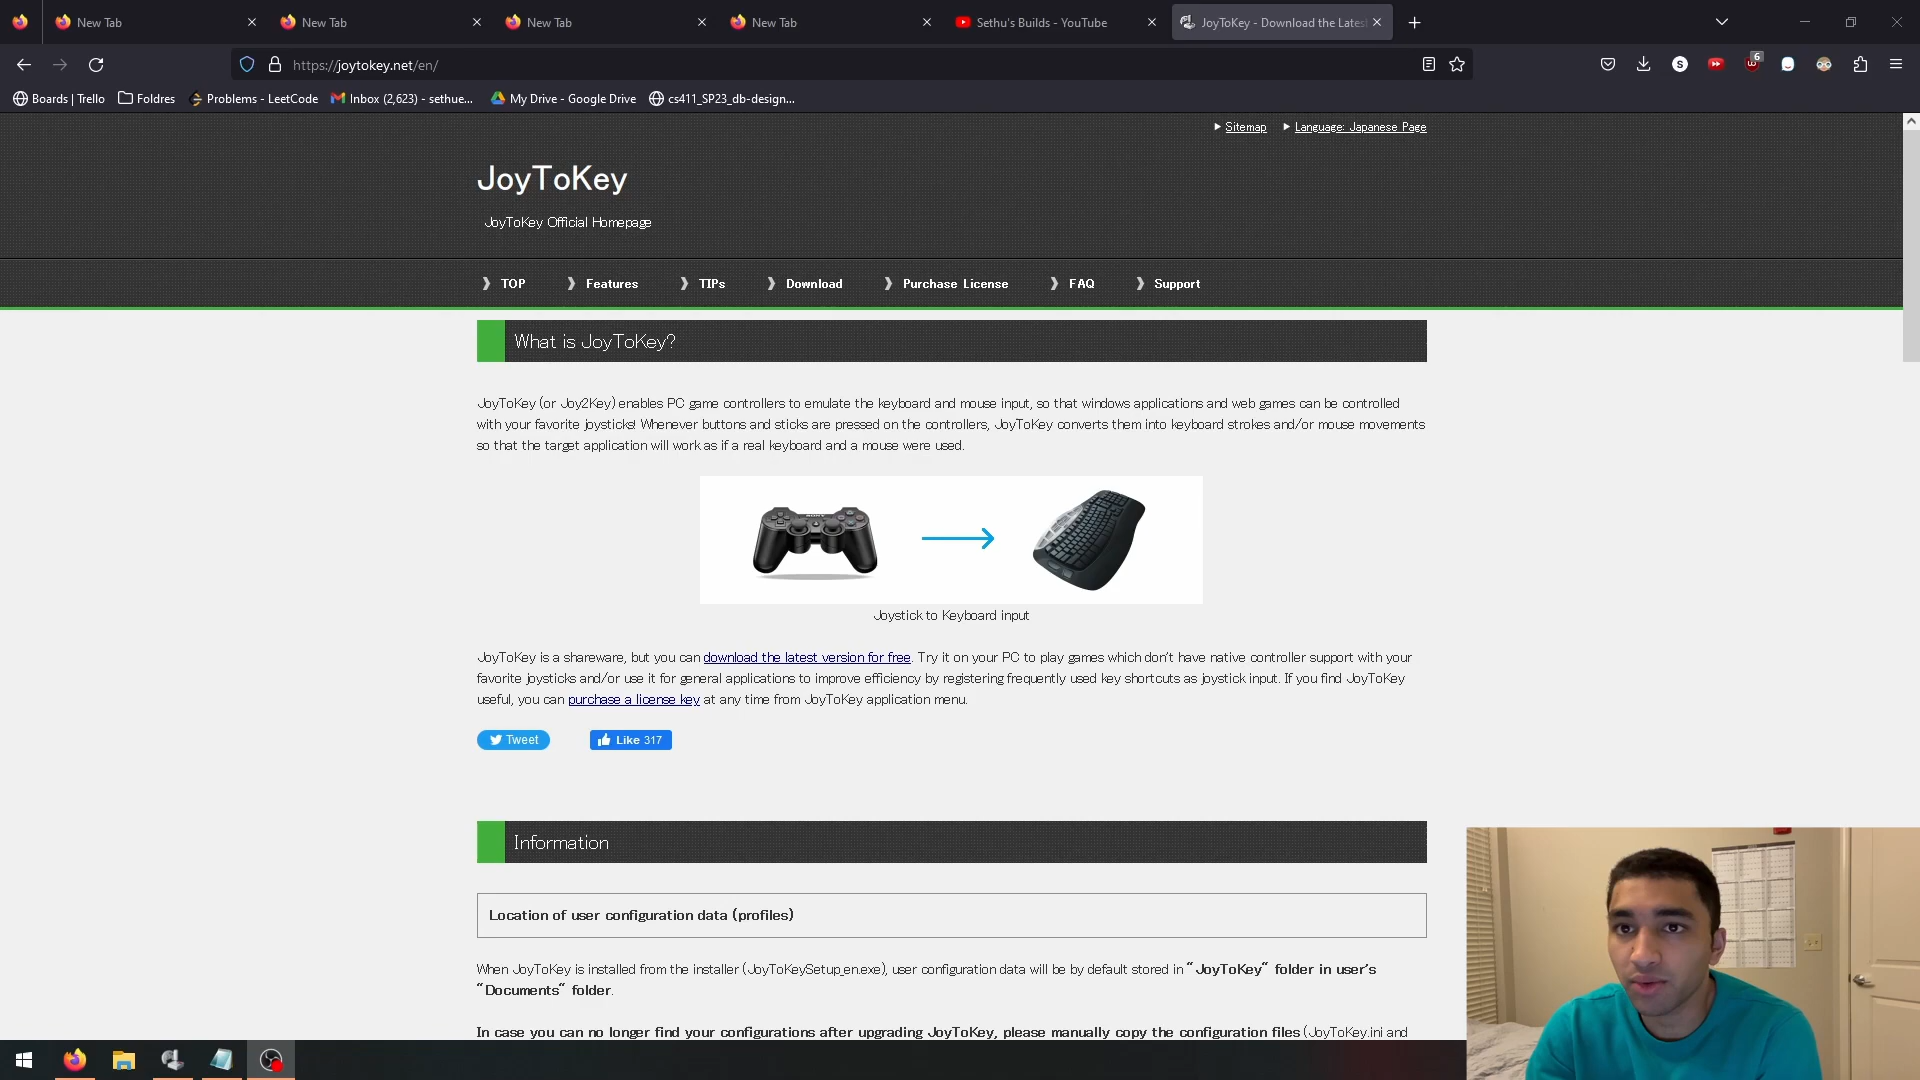 New Tab
New Tab
New Tab
New Tab
Sethu's Builds - YouTube
JoyToKey - Download the Lates
https://joytokey.net/en/
S
6
Boards | Trello
Foldres
Problems - LeetCode
Inbox (2,623) - sethue...
My Drive - Google Drive
cs411_SP23_db-design...
Sitemap
Language: Japanese Page
JoyToKey
JoyToKey Official Homepage
TOP
Features
TIPs
Download
Purchase License
FAQ
Support
What is JoyToKey?
JoyToKey (or Joy2Key) enables PC game controllers to emulate the keyboard and mouse input, so that windows applications and web games can be controlled
with your favorite joysticks! Whenever buttons and sticks are pressed on the controllers, JoyToKey converts them into keyboard strokes and/or mouse movements
so that the target application will work as if a real keyboard and a mouse were used.
SONY
Joystick to Keyboard input
JoyToKey is a shareware, but you can download the latest version for free. Try it on your PC to play games which don't have native controller support with your
favorite joysticks and/or use it for general applications to improve efficiency by registering frequently used key shortcuts as joystick input. If you find JoyToKey
useful, you can purchase a license key at any time from JoyToKey application menu.
Tweet
Like 317
Information
Location of user configuration data (profiles)
When JoyToKey is installed from the installer (JoyToKeySetup_en.exe), user configuration data will be by default stored in "JoyToKey" folder in user's
"Documents" folder.
In case you can no longer find your configurations after upgrading JoyToKey, please manually copy the configuration files (JoyToKey.ini and